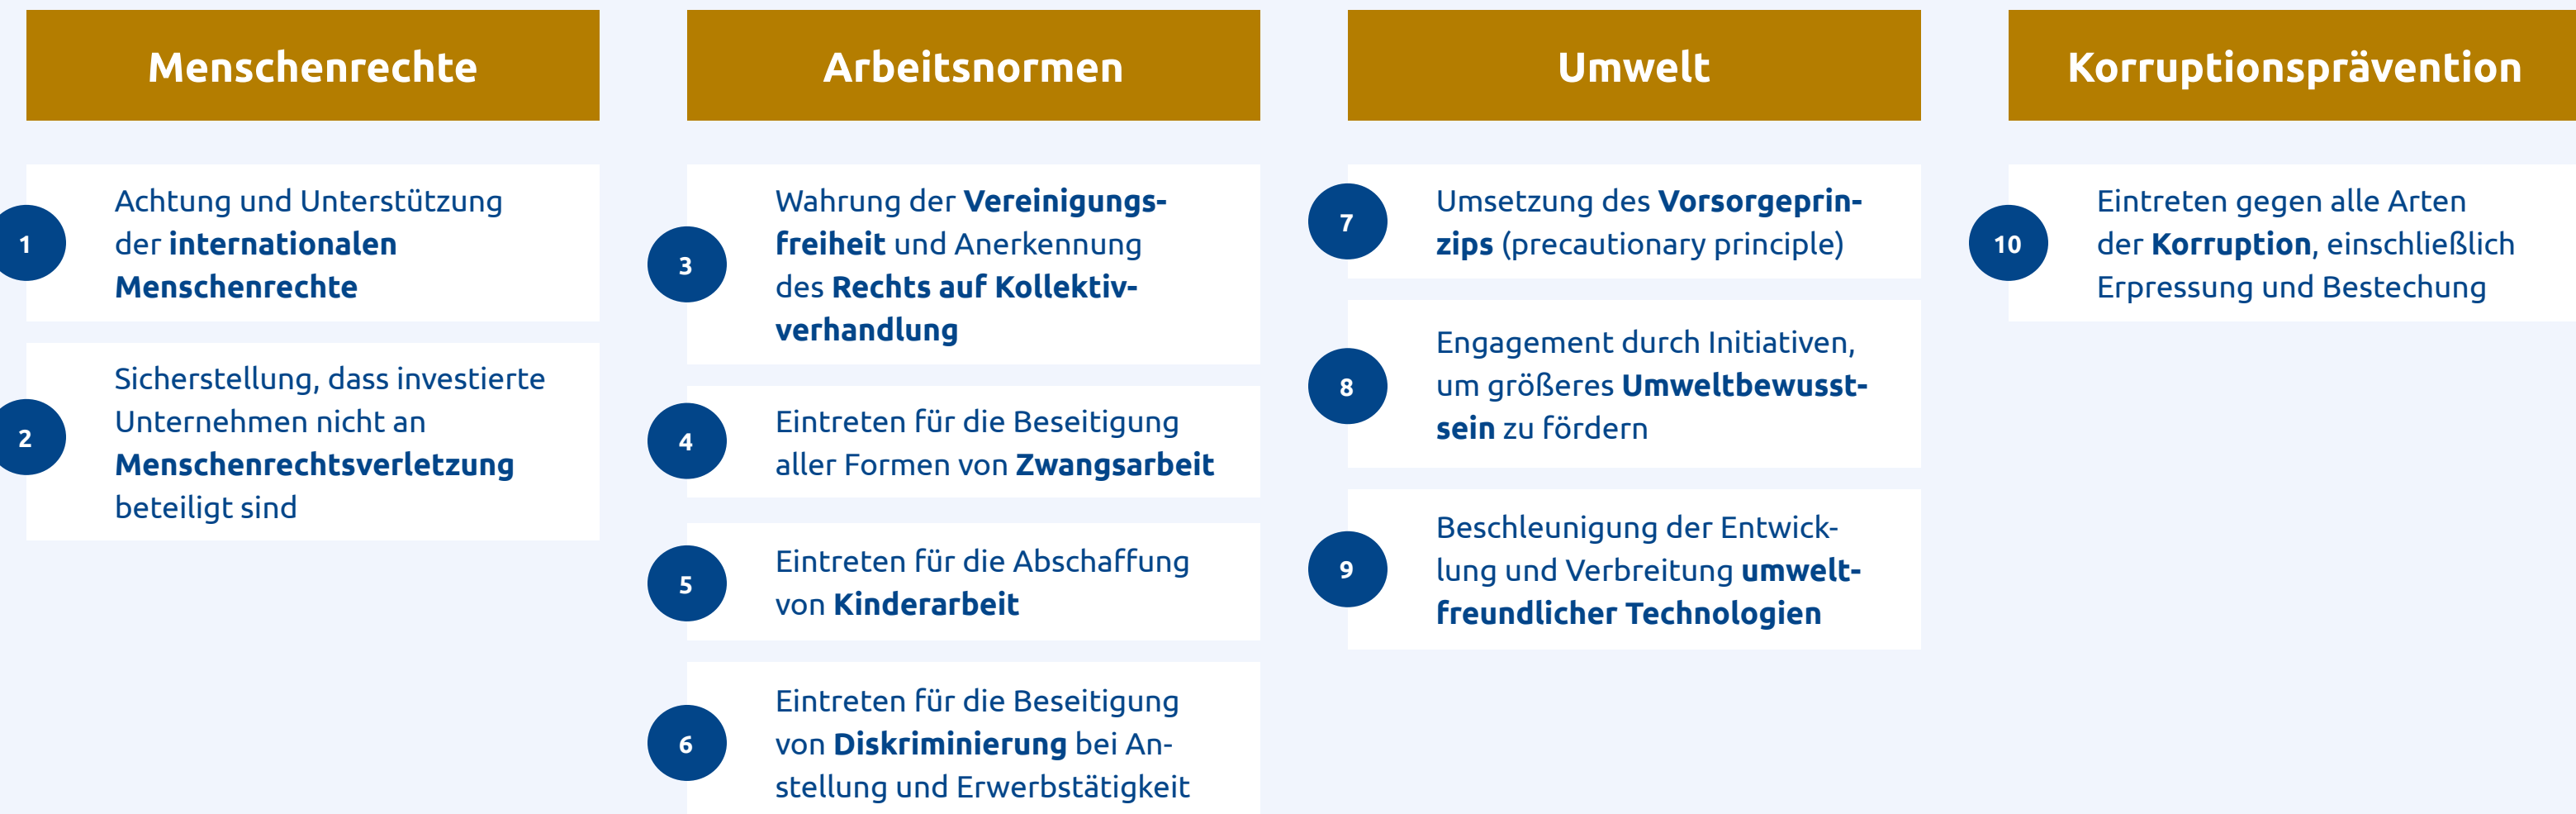 Menschenrechte
1
Achtung und Unterstützung
der internationalen
Menschenrechte
2
Sicherstellung, dass investierte
Unternehmen nicht an
Menschenrechtsverletzung
beteiligt sind
Arbeitsnormen
3
Wahrung der Vereinigungs-
freiheit und Anerkennung
des Rechts auf Kollektiv-
verhandlung
4
Eintreten für die Beseitigung
aller Formen von Zwangsarbeit
5
Eintreten für die Abschaffung
von Kinderarbeit
6
Eintreten für die Beseitigung
von Diskriminierung bei An-
stellung und Erwerbstätigkeit
Umwelt
7
Umsetzung des Vorsorgeprin-
zips (precautionary principle)
8
Engagement durch Initiativen,
um größeres Umweltbewusst-
sein zu fördern
9
Beschleunigung der Entwick-
lung und Verbreitung umwelt-
freundlicher Technologien
Korruptionsprävention
10
Eintreten gegen alle Arten
der Korruption, einschließlich
Erpressung und Bestechung